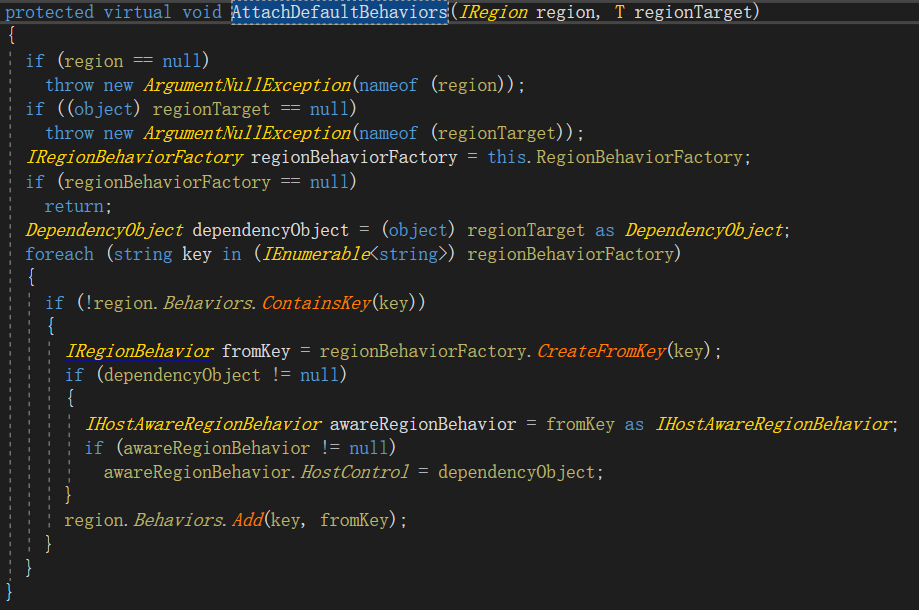 protected virtual void AttachDefaultBehaviors(IRegion region, T regionTarget)
{
if (region == null)
throw new ArgumentNullException(nameof (region));
if ((object) regionTarget == null)
throw new ArgumentNullException(nameof (regionTarget));
IRegionBehaviorFactory regionBehaviorFactory = this.RegionBehaviorFactory;
if (regionBehaviorFactory == null)
return;
DependencyObject dependencyObject = (object) regionTarget as DependencyObject;
foreach (string key in (IEnumerable<string>) regionBehaviorFactory)
{
if (!region.Behaviors.ContainsKey(key))
{
IRegionBehavior fromKey = regionBehaviorFactory.CreateFromKey(key);
if (dependencyObject != null)
{
IHostAwareRegionBehavior awareRegionBehavior = fromKey as IHostAwareRegionBehavior;
if (awareRegionBehavior != null)
awareRegionBehavior.HostControl = dependencyObject;
}
region.Behaviors.Add(key, fromKey);
}
}
}